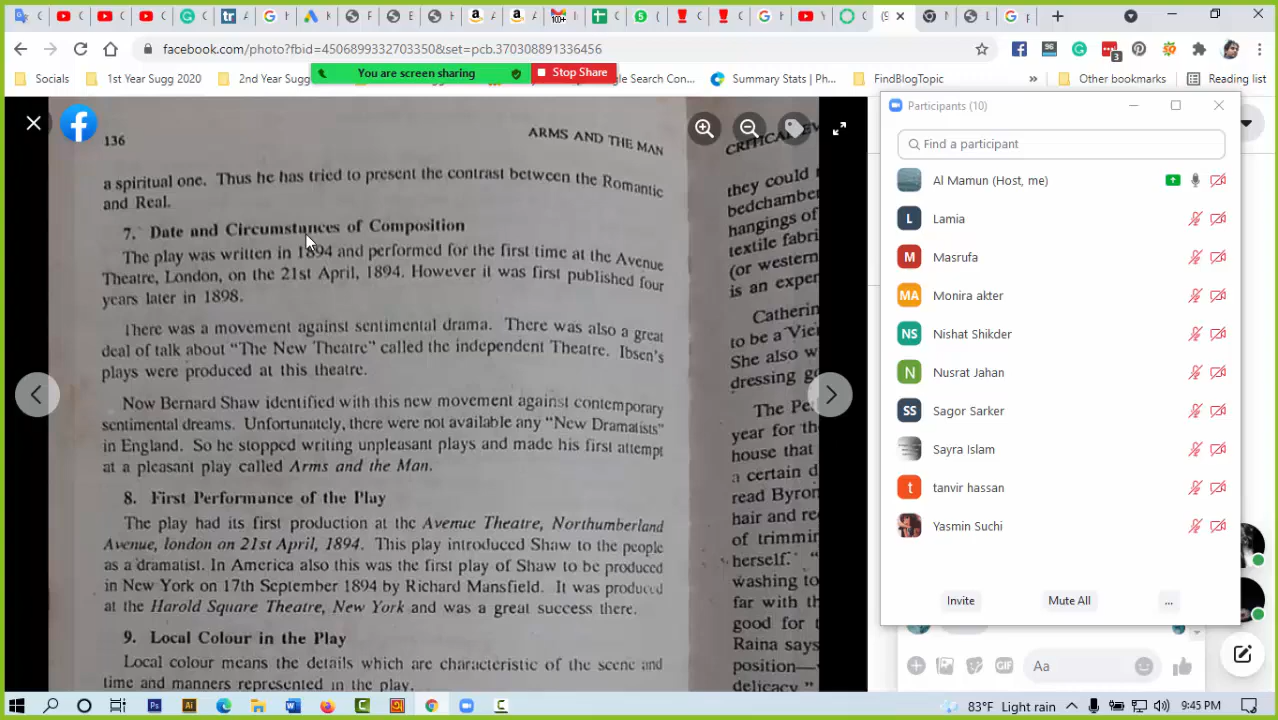 facebook.com/photo?fbid=4506899332703350&set=pcb.370308891336456
Socials
1st Year Sugg 2020
2nd Year Sugg
gle Search Con...
Summary Stats | Ph...
FindBlogTopic
»
Other bookmarks
Reading list
You are screen sharing
Stop Share
136
ARMS AND THE MAN
a spiritual one. Thus he has tried to present the contrast between the Romantic
and Real.
7. Date and Circumstances of Composition
The play was written in 1894 and performed for the first time at the Avenue
Theatre, London, on the 21st April, 1894. However it was first published four
years later in 1898.
There was a movement against sentimental drama. There was also a great
deal of talk about "The New Theatre" called the independent Theatre. Ibsen's
plays were produced at this theatre.
Now Bernard Shaw identified with this new movement against contemporary
sentimental dreams. Unfortunately, there were not available any "New Dramatists"
in England. So he stopped writing unpleasant plays and made his first attempt
at a pleasant play called Arms and the Man.
8. First Performance of the Play
The play had its first production at the Avenue Theatre, Northumberland
Avenue, london on 21st April, 1894. This play introduced Shaw to the people
as a dramatist. In America also this was the first play of Shaw to be produced
in New York on 17th September 1894 by Richard Mansfield. It was produced
at the Harold Square Theatre, New York and was a great success there.
9. Local Colour in the Play
Local colour means the details which are characteristic of the scene and
time and manners represented in the play.
they could
bedchamber
hangings of
textile fabri
(or western
is an exper
Catherin
to be a Vie
She also w
dressing g
The Pe
year for th
house that
a certain d
read Byron
hair and re
of trimmin
herself. "
washing to
far with th
good for t
Raina says
position—
delicacy "
Participants (10)
Find a participant
Al Mamun (Host, me)
L Lamia
M Masrufa
MA Monira akter
NS Nishat Shikder
N Nusrat Jahan
SS Sagor Sarker
Sayra Islam
t tanvir hassan
Yasmin Suchi
Invite
Mute All
...
GIF
Aa
83°F Light rain
9:45 PM